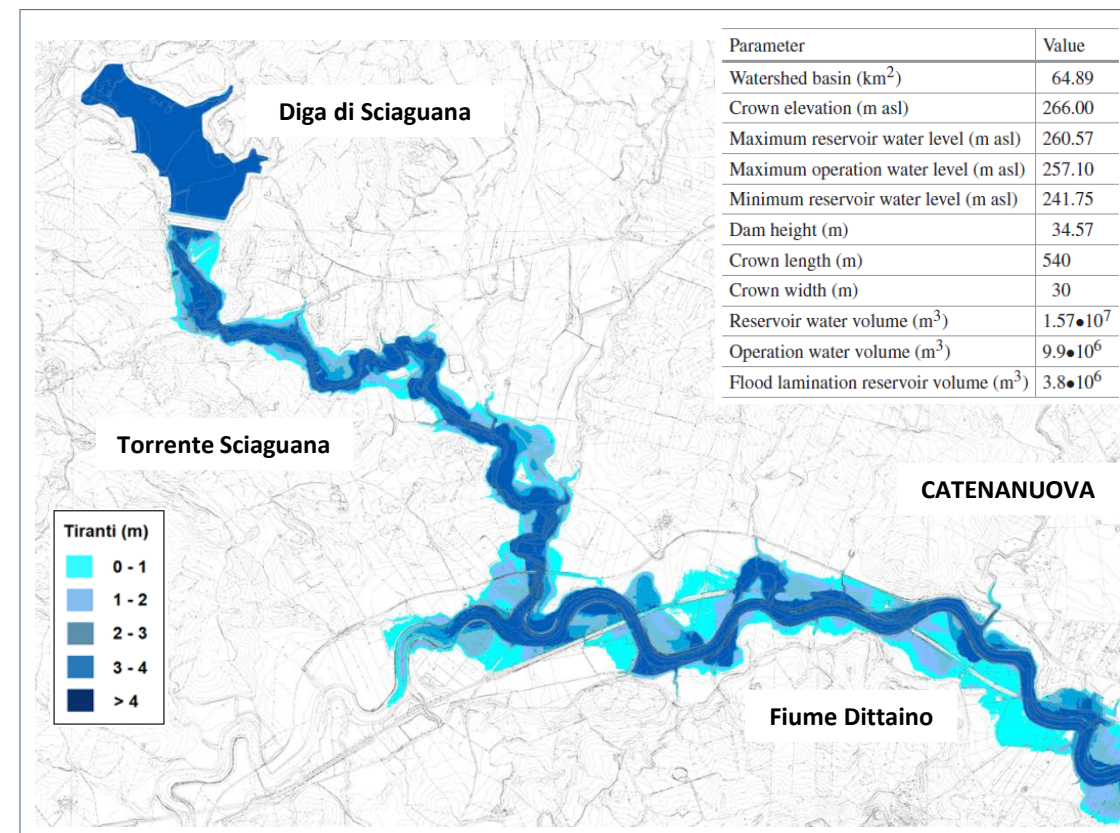 Parameter Value
Watershed basin (km²) 64.89
Crown elevation (m asl) 266.00
Maximum reservoir water level (m asl) 260.57
Maximum operation water level (m asl) 257.10
Minimum reservoir water level (m asl) 241.75
Dam height (m) 34.57
Crown length (m) 540
Crown width (m) 30
Reservoir water volume (m³) 1.57•10⁷
Operation water volume (m³) 9.9•10⁶
Flood lamination reservoir volume (m³) 3.8•10⁶
Diga di Sciaguana
Torrente Sciaguana
CATENANUOVA
Tiranti (m)
0 - 1
1 - 2
2 - 3
3 - 4
> 4
Fiume Dittaino